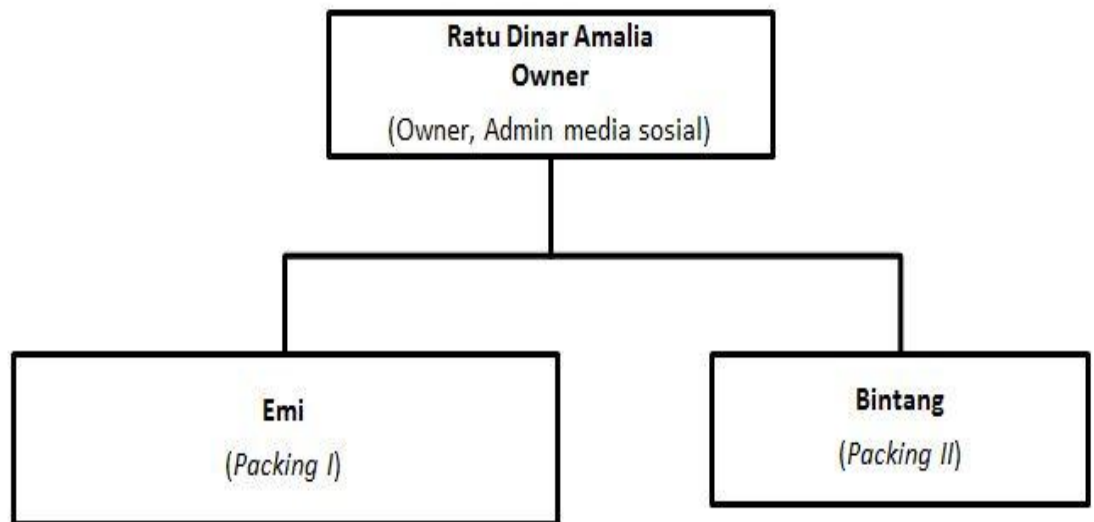 Ratu Dinar Amalia
Owner
(Owner, Admin media sosial)
Emi
(Packing I)
Bintang
(Packing II)